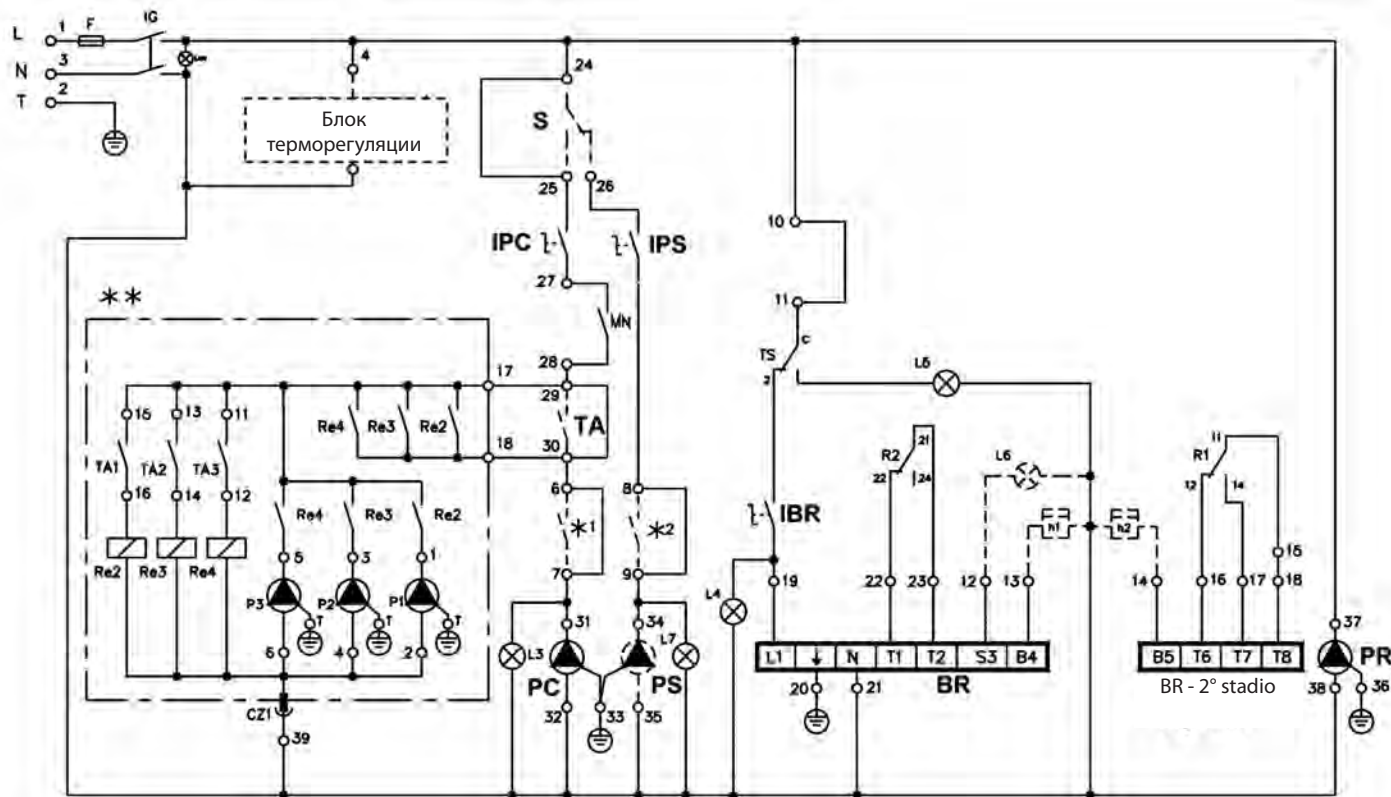 L 1 F IG
N 3
T 2
4
Блок
терморегуляции
24
S
25 26
10
IPC IPS
27
11
MN
**
TS C
28
2 L5
17
29
15 13 11
Re4 Re3 Re2 TA
18 30
R2 21
22 24
L6
R1 11
12 14
TA1 TA2 TA3
16 14 12
6 8
Re4 Re3 Re2
*1 *2
IBR
h1 h2
15
5 3 1
7 9
19 22 23 12 13 14 16 17 18
Re2 Re3 Re4
P3 P2 P1
T T T
31 34
L4
37
6 4 2
L3 L7
L1 N T1 T2 S3 B4
B5 T6 T7 T8
PR
PC PS
BR
BR - 2° stadio
CZ1
32 33 35
20 21
38 36
39